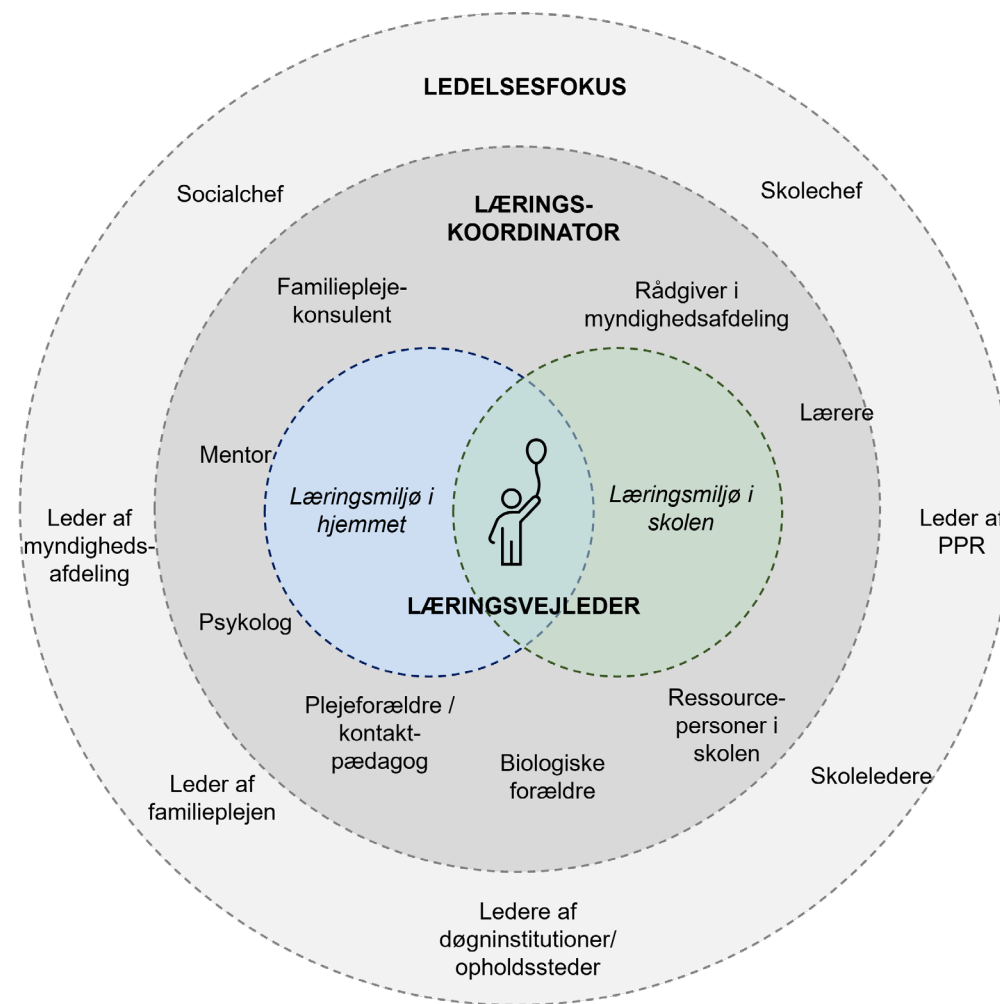 LEDELSESFOKUS
Socialchef
Skolechef
LÆRINGS-
KOORDINATOR
Familiepleje-
konsulent
Rådgiver i
myndighedsafdeling
Lærere
Mentor
Læringsmiljø i
hjemmet
Læringsmiljø i
skolen
Leder af
myndigheds-
afdeling
Leder af
PPR
LÆRINGSVEJLEDER
Psykolog
Plejeforældre /
kontakt-
pædagog
Biologiske
forældre
Ressource-
personer i
skolen
Leder af
familieplejen
Skoleledere
Ledere af
døgninstitutioner/
opholdssteder